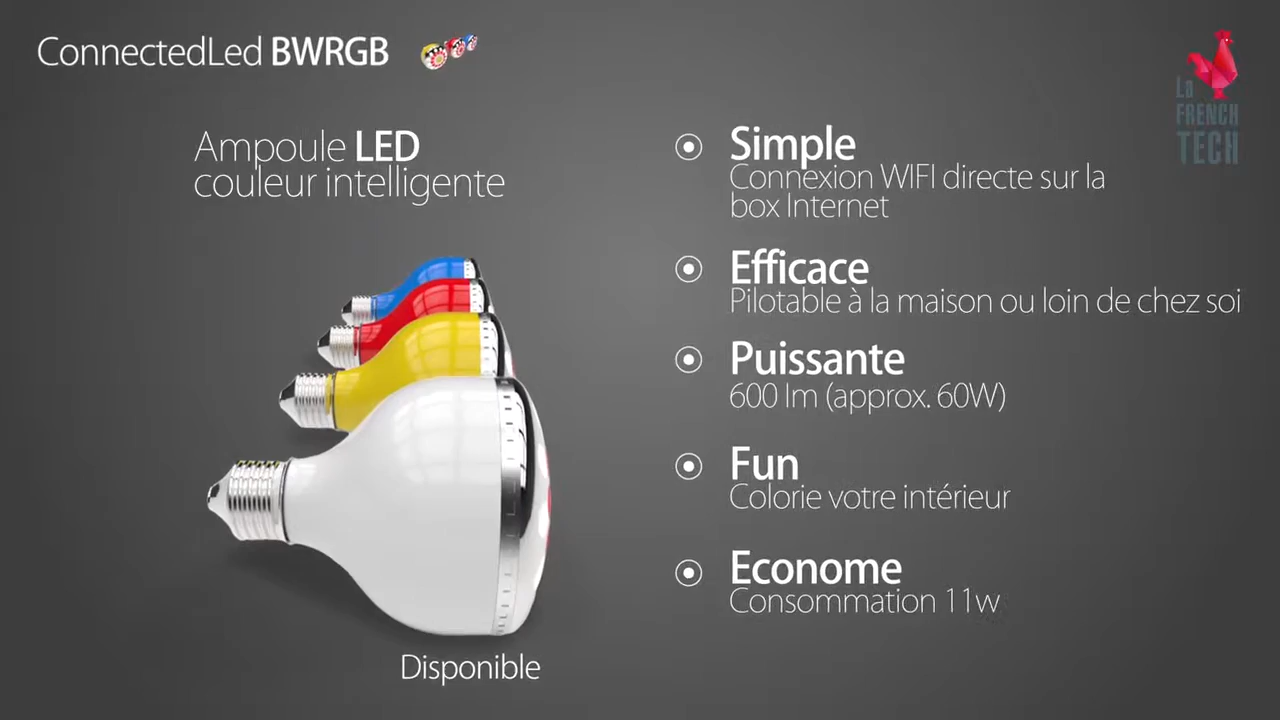 ConnectedLed BWRGB
La
FRENCH
TECH
Ampoule LED
couleur intelligente
Simple
Connexion WIFI directe sur la
box Internet
Efficace
Pilotable à la maison ou loin de chez soi
Puissante
600 lm (approx. 60W)
Fun
Colorie votre intérieur
Econome
Consommation 11w
Disponible